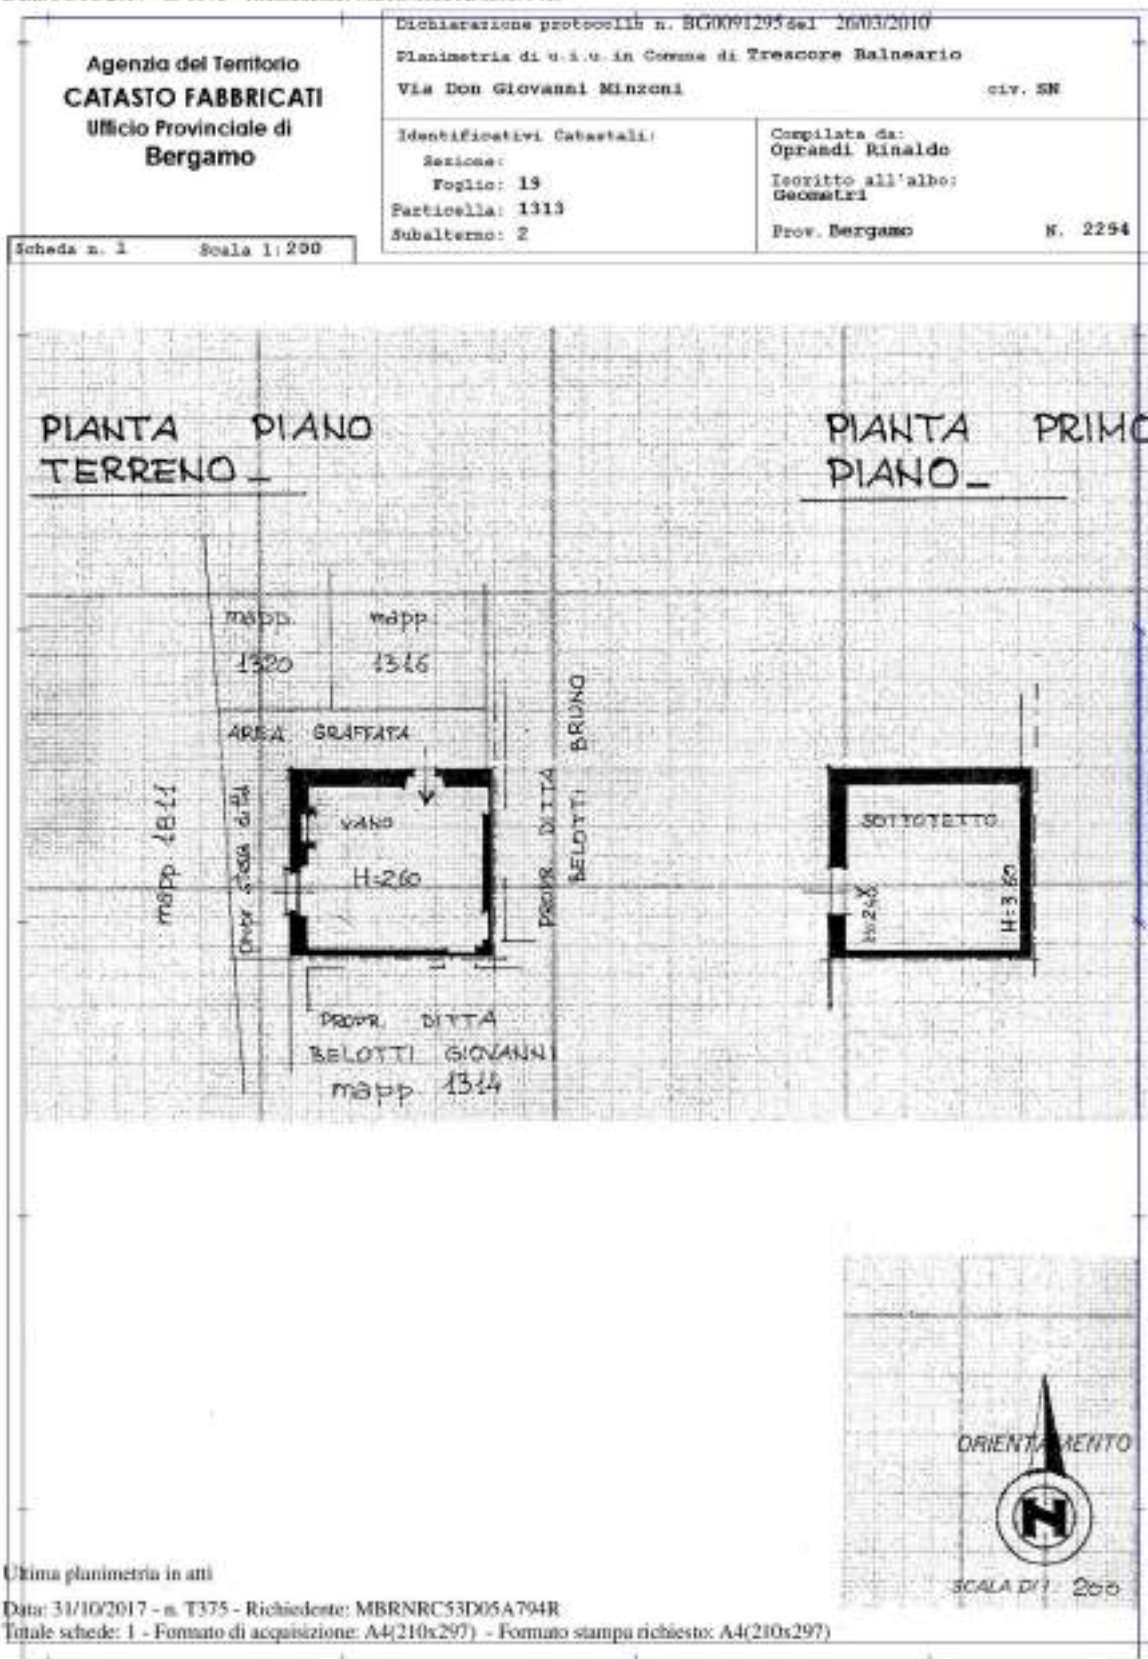 Agenzia del Territorio
CATASTO FABBRICATI
Ufficio Provinciale di
Bergamo
Dichiarazione protocollo n. BG0091295 del 26/03/2010
Planimetria di u.i.u. in Comune di Trescore Balneario
Via Don Giovanni Minzoni civ. SN
Identificativi Catastali:
Sezione:
Foglio: 19
Particella: 1313
Subalterno: 2
Compilata da:
Oprandi Rinaldo
Iscritto all'albo:
Geometri
Prov. Bergamo N. 2294
Scheda n. 1 Scala 1:200
PIANTA PIANO
TERRENO_
PIANTA PRIMO
PIANO_
mapp. 1320
mapp. 1316
AREA GRAFFATA
mapp. 1811
stessa ditta
VANO
H=260
PROPR. DITTA
BELOTTI BRUNO
PROPR. DITTA
BELOTTI GIOVANNI
mapp. 1314
SOTTOTETTO
H=240
H=3.60
ORIENTAMENTO
N
SCALA DI 1: 200
Ultima planimetria in atti
Data: 31/10/2017 - n. T375 - Richiedente: MBRNRC53D05A794R
Totale schede: 1 - Formato di acquisizione: A4(210x297) - Formato stampa richiesto: A4(210x297)